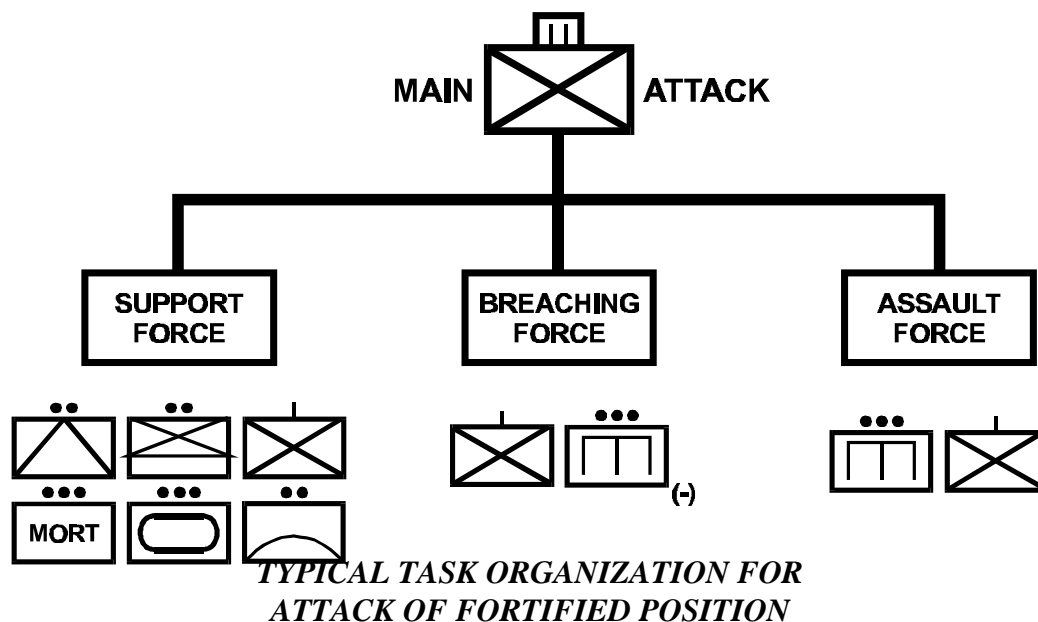 MAIN ATTACK
SUPPORT FORCE
BREACHING FORCE
ASSAULT FORCE
MORT
(-)
TYPICAL TASK ORGANIZATION FOR
ATTACK OF FORTIFIED POSITION